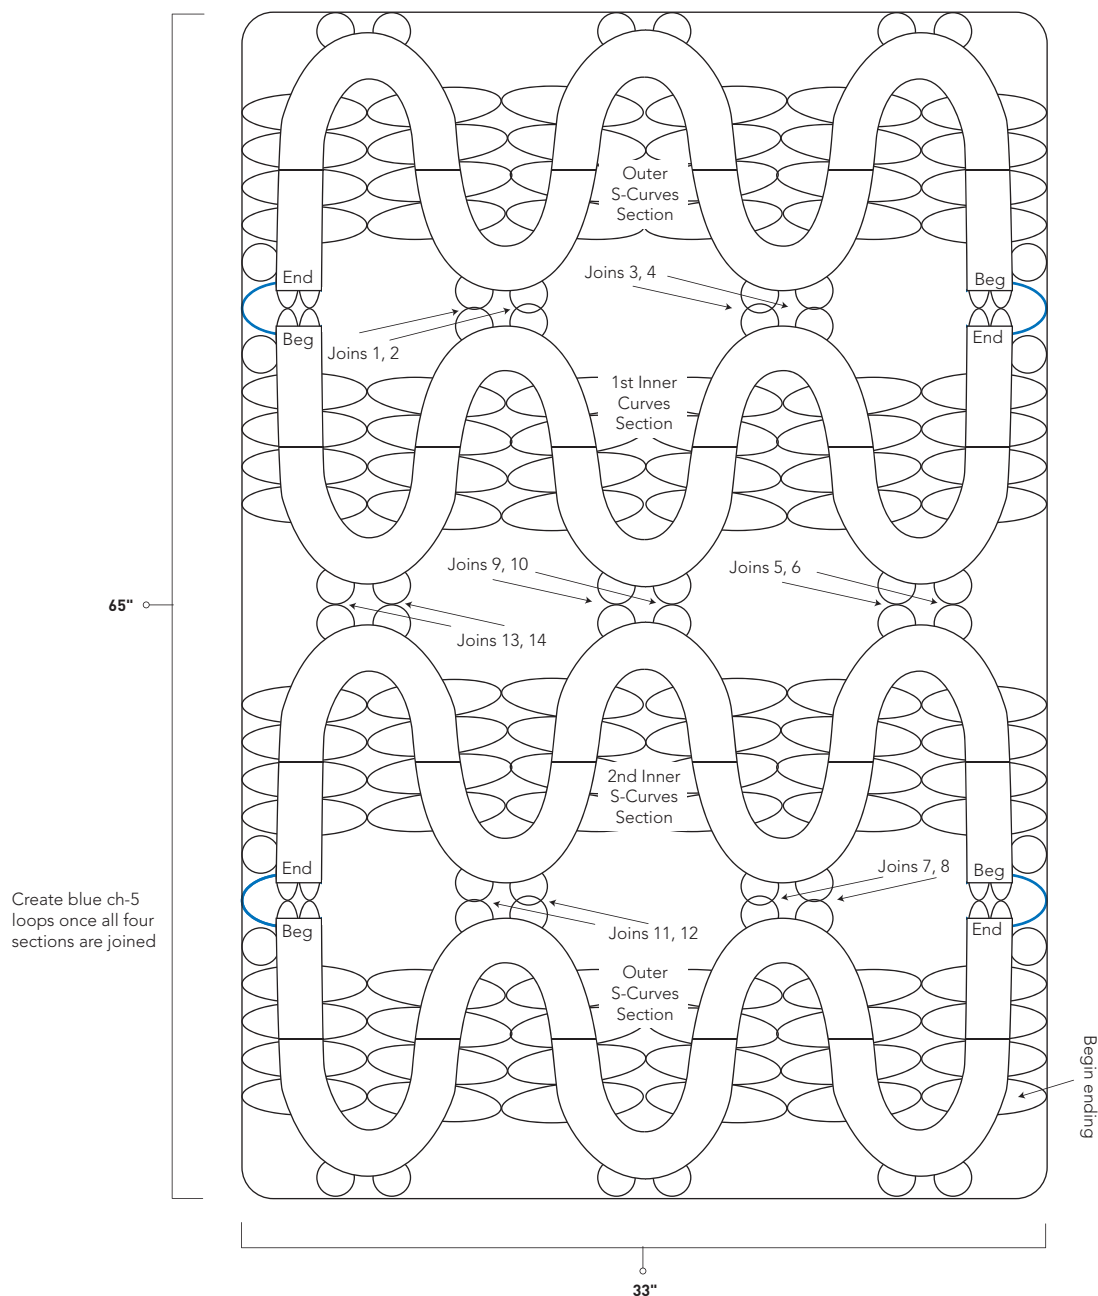 Outer
S-Curves
Section
End
Beg
Joins 3, 4
Beg
End
Joins 1, 2
1st Inner
Curves
Section
Joins 9, 10
Joins 5, 6
65"
Joins 13, 14
2nd Inner
S-Curves
Section
End
Beg
Joins 7, 8
Create blue ch-5
loops once all four
sections are joined
Beg
End
Joins 11, 12
Outer
S-Curves
Section
Begin ending
33"